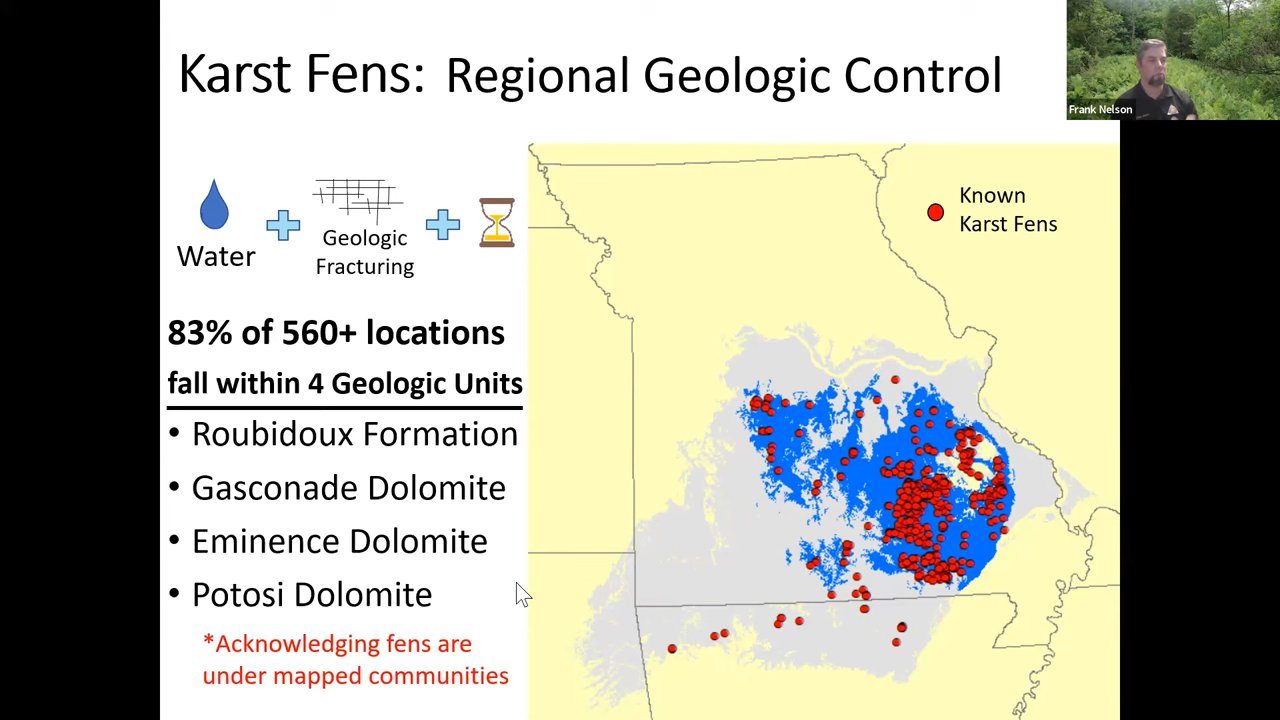 Karst Fens: Regional Geologic Control
Frank Nelson
Water
Geologic
Fracturing
Known
Karst Fens
83% of 560+ locations
fall within 4 Geologic Units
• Roubidoux Formation
• Gasconade Dolomite
• Eminence Dolomite
• Potosi Dolomite
*Acknowledging fens are
under mapped communities